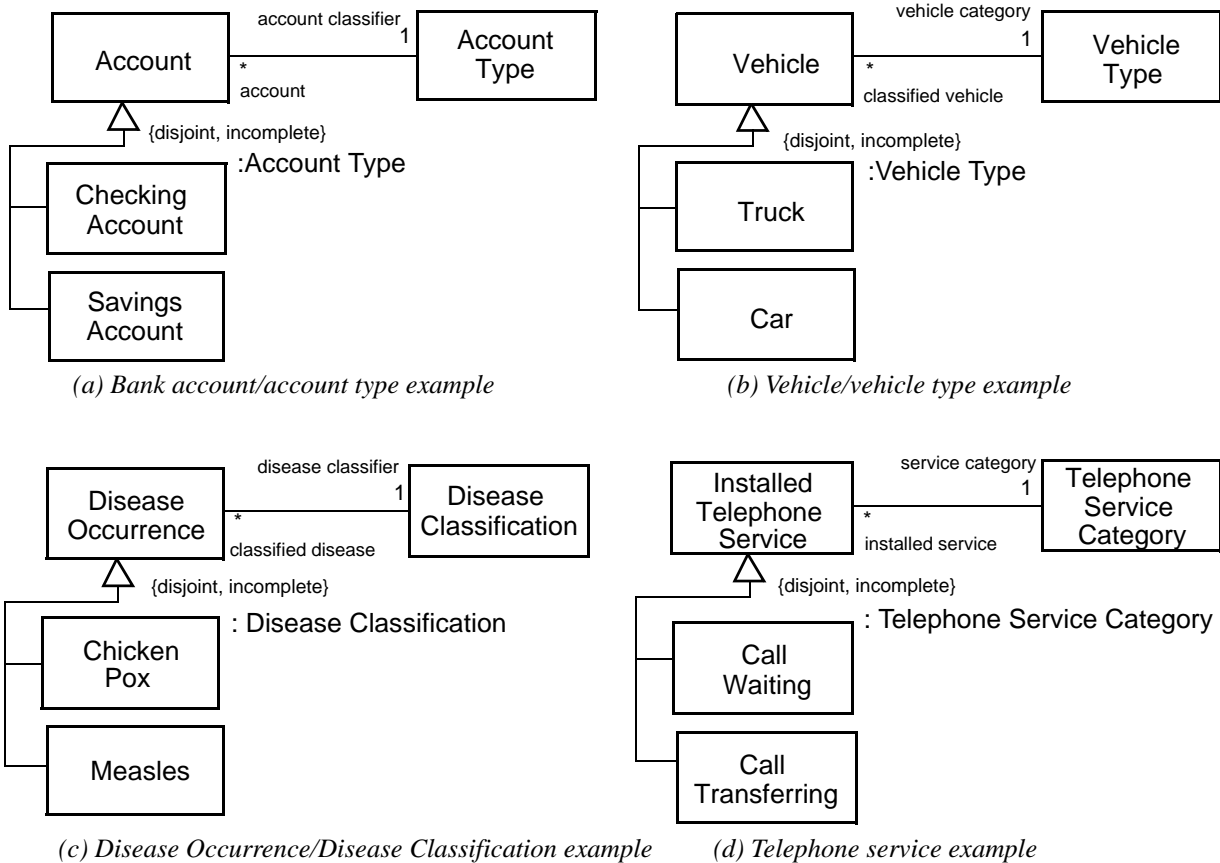 account classifier
1
Account
Account
Type
*
account
{disjoint, incomplete}
:Account Type
Checking
Account
Savings
Account
(a) Bank account/account type example
vehicle category
1
Vehicle
Vehicle
Type
*
classified vehicle
{disjoint, incomplete}
:Vehicle Type
Truck
Car
(b) Vehicle/vehicle type example
disease classifier
1
Disease
Occurrence
Disease
Classification
*
classified disease
{disjoint, incomplete}
: Disease Classification
Chicken
Pox
Measles
(c) Disease Occurrence/Disease Classification example
service category
1
Installed
Telephone
Service
Telephone
Service
Category
*
installed service
{disjoint, incomplete}
: Telephone Service Category
Call
Waiting
Call
Transferring
(d) Telephone service example